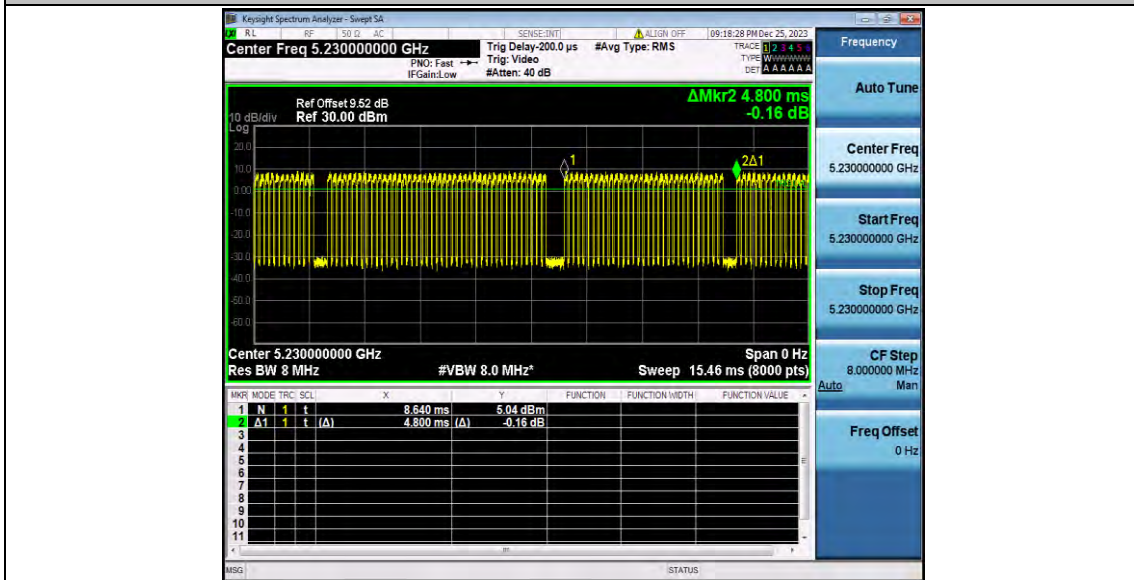 Keysight Spectrum Analyzer - Swept SA
RL RF 50 Ω AC SENSE:INT ALIGN OFF 09:18:28 PM Dec 25, 2023
Center Freq 5.230000000 GHz
PNO: Fast
IFGain:Low
Trig Delay-200.0 µs
Trig: Video
#Atten: 40 dB
#Avg Type: RMS
TRACE 1 2 3 4 5 6
TYPE WWWWWW
DET A A A A A A
ΔMkr2 4.800 ms
-0.16 dB
Ref Offset 9.52 dB
10 dB/div Ref 30.00 dBm
Log
20.0
10.0
0.00
-10.0
-20.0
-30.0
-40.0
-50.0
-60.0
1
2Δ1
Center 5.230000000 GHz Span 0 Hz
Res BW 8 MHz #VBW 8.0 MHz* Sweep 15.46 ms (8000 pts)
MKR MODE TRC SCL X Y FUNCTION FUNCTION WIDTH FUNCTION VALUE
1 N 1 t 8.640 ms 5.04 dBm
2 Δ1 1 t (Δ) 4.800 ms (Δ) -0.16 dB
3
4
5
6
7
8
9
10
11
MSG STATUS
Frequency
Auto Tune
Center Freq
5.230000000 GHz
Start Freq
5.230000000 GHz
Stop Freq
5.230000000 GHz
CF Step
8.000000 MHz
Auto Man
Freq Offset
0 Hz